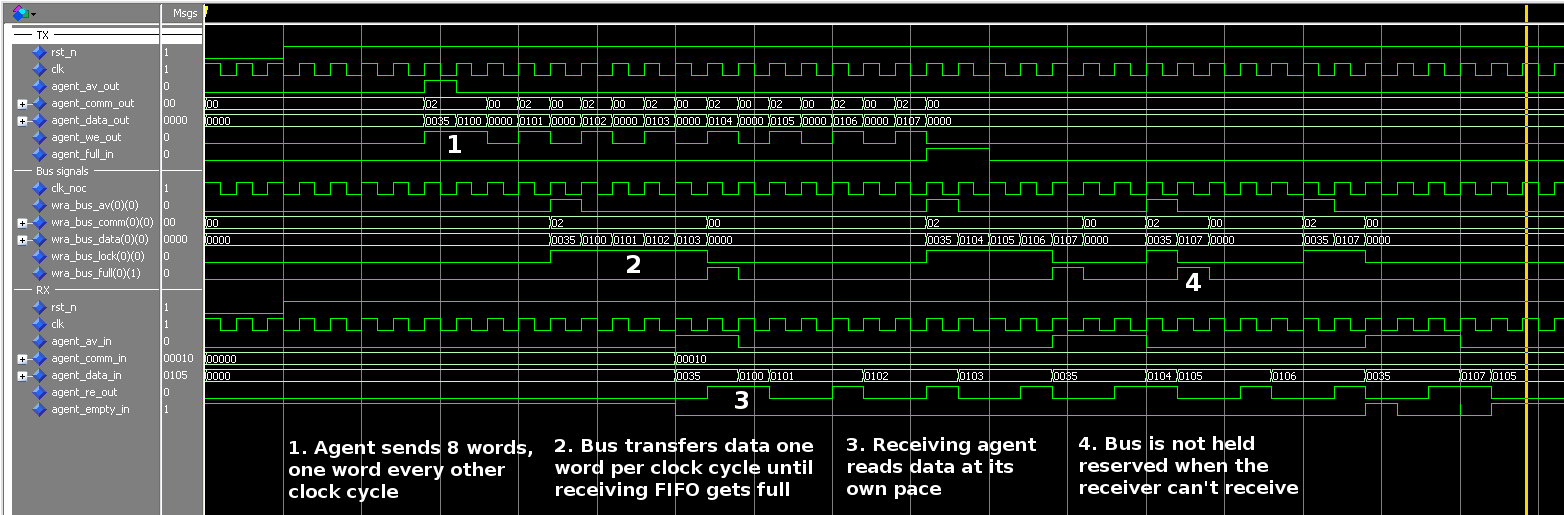 Msgs
TX
rst_n 1
clk 1
agent_av_out 0
agent_comm_out 00 00 02 00 02 00 02 00 02 00 02 00 02 00 02 00 02 00
agent_data_out 0000 0000 0035 0100 0000 0101 0000 0102 0000 0103 0000 0104 0000 0105 0000 0106 0000 0107 0000
agent_we_out 0
1
agent_full_in 0
Bus signals
clk_noc 1
wra_bus_av(0)(0) 0
wra_bus_comm(0)(0) 00 00 02 00 02 00 02 00 02 00
wra_bus_data(0)(0) 0000 0000 0035 0100 0101 0102 0103 0000 0035 0104 0105 0106 0107 0000 0035 0107 0000 0035 0107 0000
wra_bus_lock(0)(0) 0
2
wra_bus_full(0)(1) 0
4
RX
rst_n 1
clk 1
agent_av_in 0
agent_comm_in 00010 00000 00010
agent_data_in 0105 0000 0035 0100 0101 0102 0103 0035 0104 0105 0106 0035 0107 0105
agent_re_out 0
3
agent_empty_in 1
1. Agent sends 8 words,
one word every other
clock cycle
2. Bus transfers data one
word per clock cycle until
receiving FIFO gets full
3. Receiving agent
reads data at its
own pace
4. Bus is not held
reserved when the
receiver can't receive